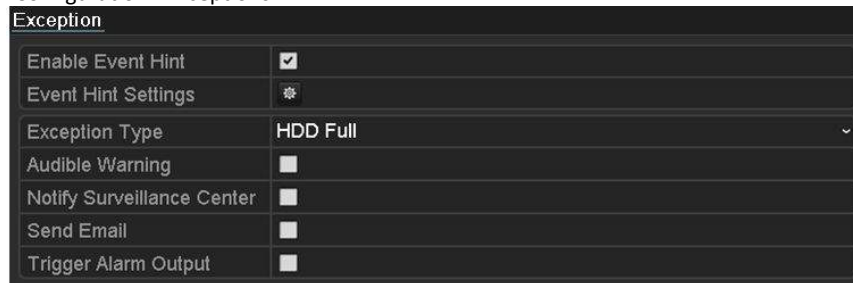 Exception
Enable Event Hint
Event Hint Settings
Exception Type HDD Full
Audible Warning
Notify Surveillance Center
Send Email
Trigger Alarm Output